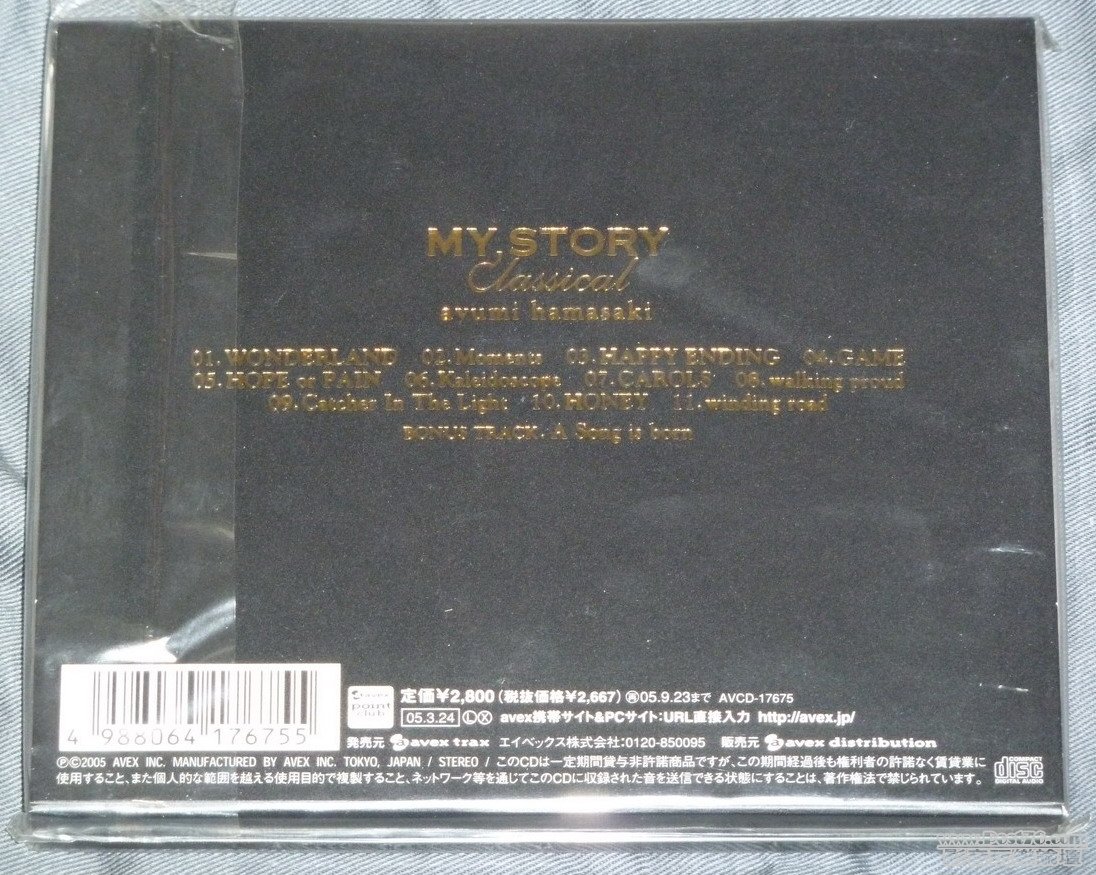 MY STORY
Classical
ayumi hamasaki
01.WONDERLAND 02.Moments 03.HAPPY ENDING 04.GAME
05.HOPE or PAIN 06.Kaleidoscope 07.CAROLS 08.walking proud
09.Catcher In The Light 10.HONEY 11.winding road
BONUS TRACK. A Song is born
4 988064 176755
avex
point
club
定価¥2,800(税抜価格¥2,667)再05.9.23まで AVCD-17675
05.3.24 ⓁⓍ avex携帯サイト&PCサイト:URL直接入力 http://avex.jp/
発売元 avex trax エイベックス株式会社:0120-850095 販売元 avex distribution
Ⓟ©2005 AVEX INC. MANUFACTURED BY AVEX INC. TOKYO, JAPAN / STEREO / このCDは一定期間貸与非許諾商品ですが、この期間経過後も権利者の許諾なく賃貸業に
使用すること、また個人的な範囲を越える使用目的で複製すること、ネットワーク等を通じてこのCDに収録された音を送信できる状態にすることは、著作権法で禁じられています。
COMPACT
disc
DIGITAL AUDIO